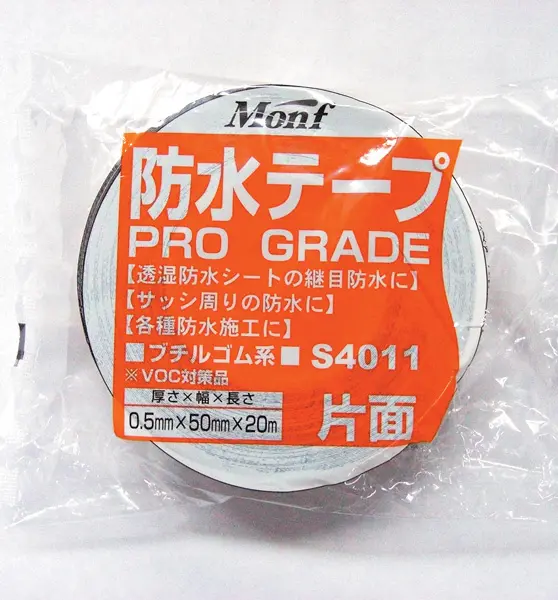 Monf
防水テープ
PRO GRADE
【透湿防水シートの継目防水に】
【サッシ周りの防水に】
【各種防水施工に】
■ブチルゴム系■ S4011
※VOC対策品
厚さ×幅×長さ
0.5mm×50mm×20m
片面